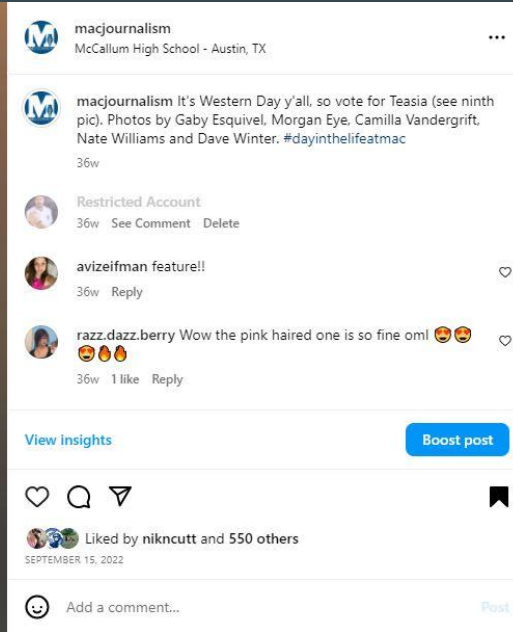 macjournalism
McCallum High School - Austin, TX
macjournalism It's Western Day y'all, so vote for Teasia (see ninth
pic). Photos by Gaby Esquivel, Morgan Eye, Camilla Vandergrift,
Nate Williams and Dave Winter. #dayinthelifeatmac
36w
Restricted Account
36w See Comment Delete
avizeifman feature!!
36w Reply
razz.dazz.berry Wow the pink haired one is so fine oml 😍😍
😍🔥🔥
36w 1 like Reply
View insights
Boost post
Liked by nikncutt and 550 others
SEPTEMBER 15, 2022
Add a comment...
Post